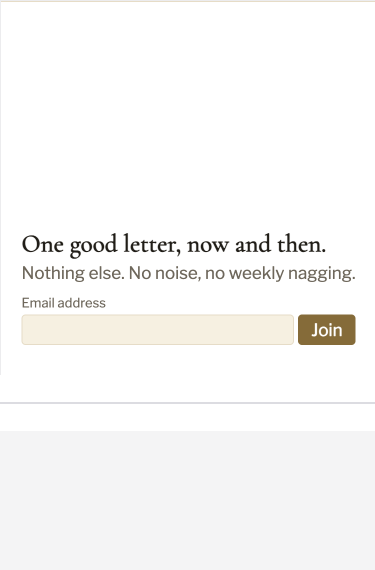 One good letter, now and then.
Nothing else. No noise, no weekly nagging.
Email address
Join